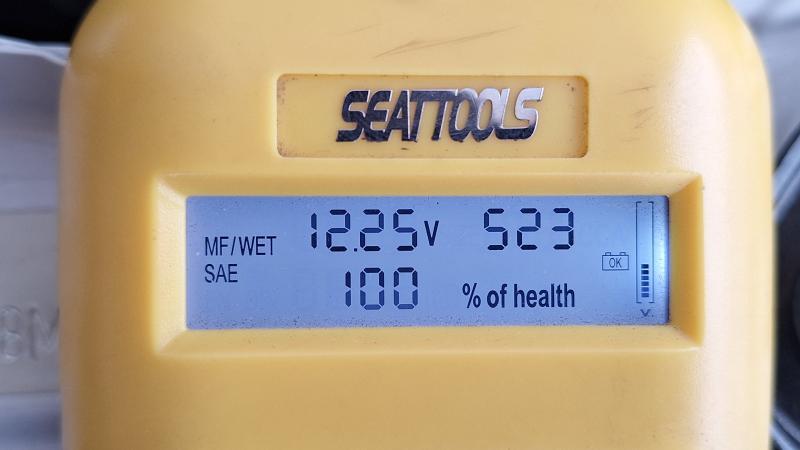 SEATTOOLS
MF/WET 12.25V 523
SAE 100 % of health
OK
V